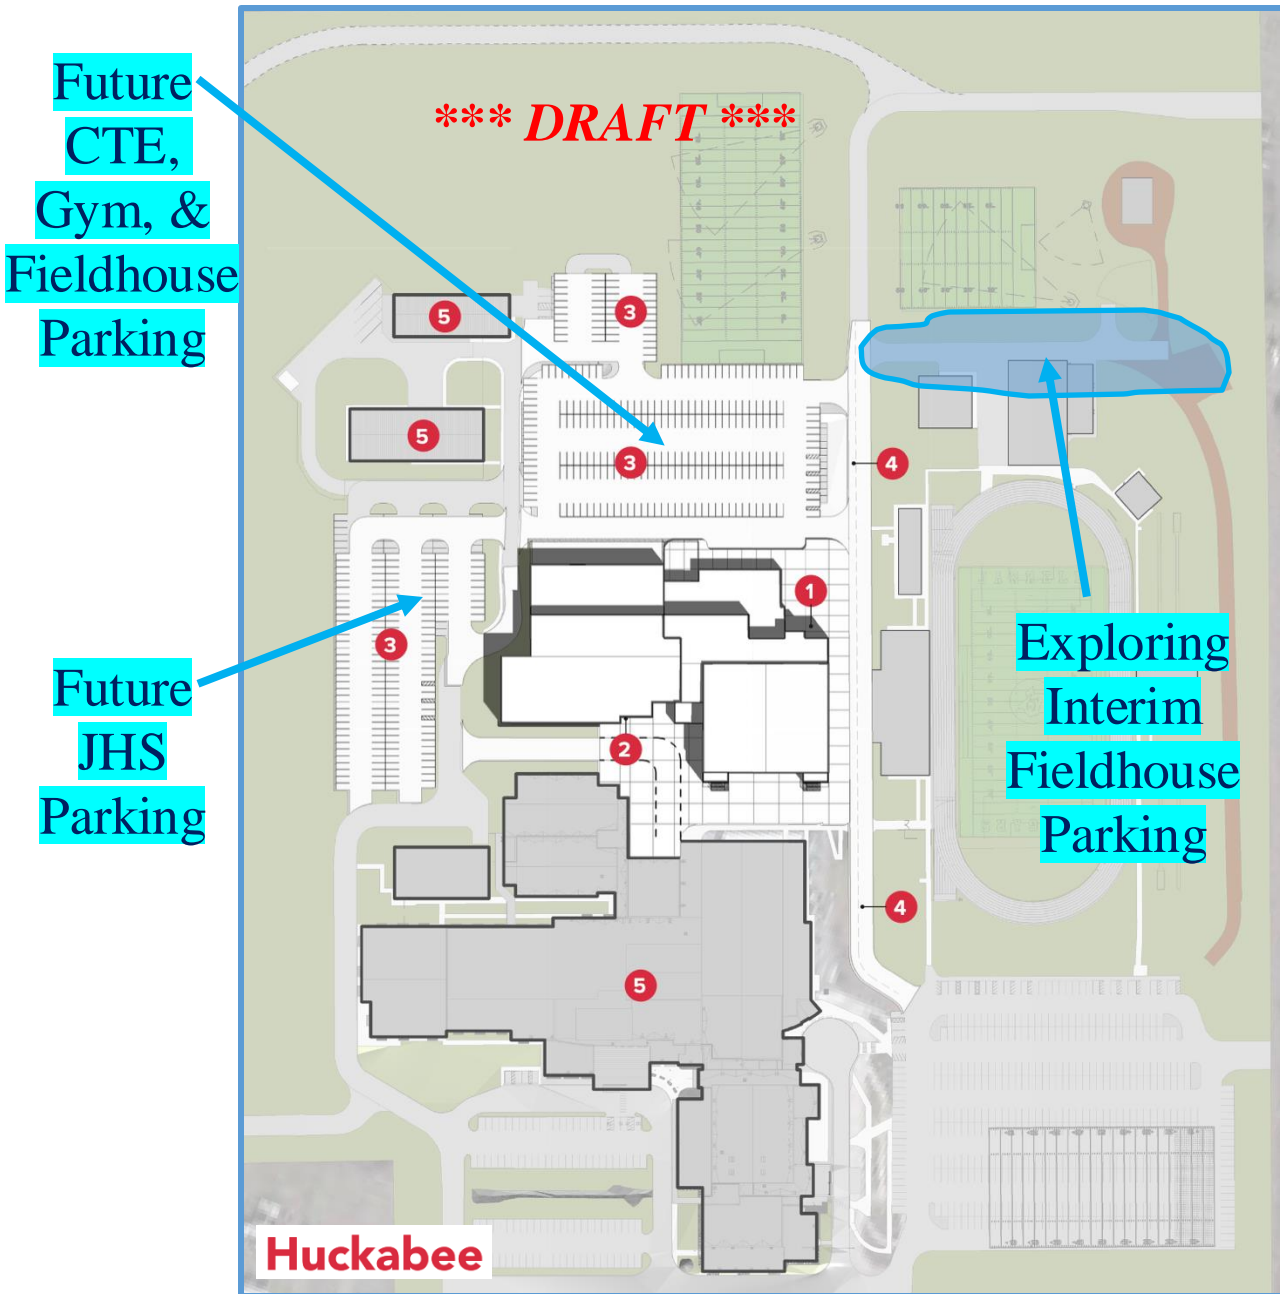 *** DRAFT ***
Future
CTE,
Gym, &
Fieldhouse
Parking
3
5
5
3
4
1
3
Future
JHS
Parking
2
Exploring
Interim
Fieldhouse
Parking
4
5
Huckabee